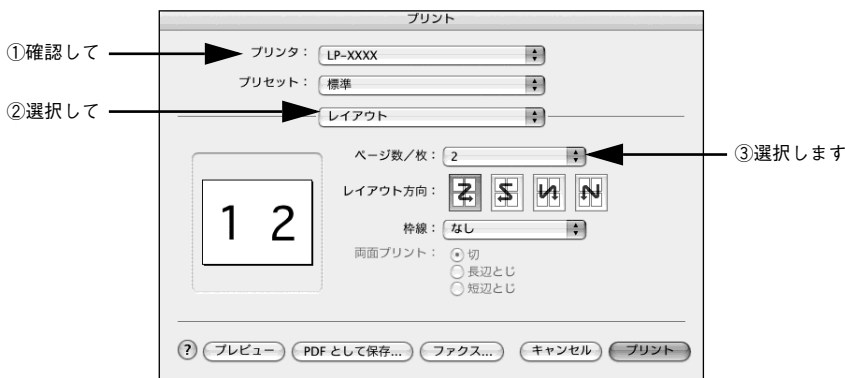 プリント
①確認して
プリンタ： LP-XXXX
プリセット： 標準
②選択して
レイアウト
ページ数／枚： 2
③選択します
レイアウト方向：
1 2
枠線： なし
両面プリント： 切
長辺とじ
短辺とじ
? プレビュー PDF として保存... ファクス... キャンセル プリント